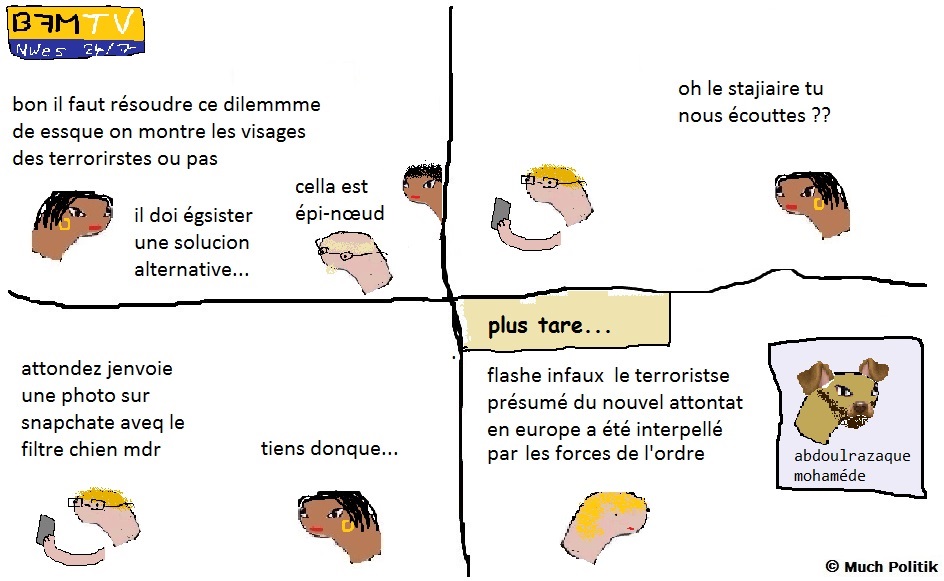 B7MTV
NWes 24/7
bon il faut résoudre ce dilemmme
de essque on montre les visages
des terrorirstes ou pas
il doi égsister
une solucion
alternative...
cella est
épi-nœud
oh le stajiaire tu
nous écouttes ??
attondez jenvoie
une photo sur
snapchate aveq le
filtre chien mdr
tiens donque...
plus tare...
flashe infaux le terroristse
présumé du nouvel attontat
en europe a été interpellé
par les forces de l'ordre
abdoulrazaque
mohaméde
© Much Politik